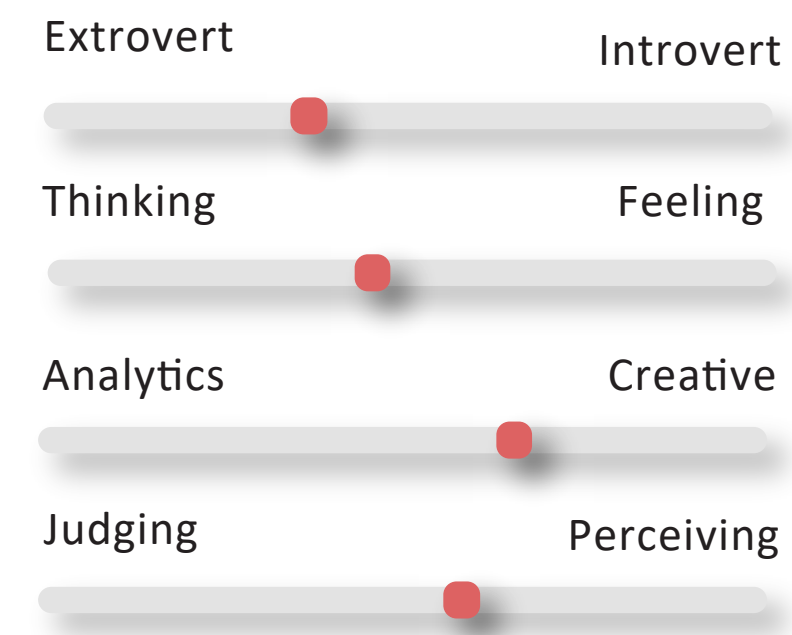 Extrovert Introvert
Thinking Feeling
Analytics Creative
Judging Perceiving